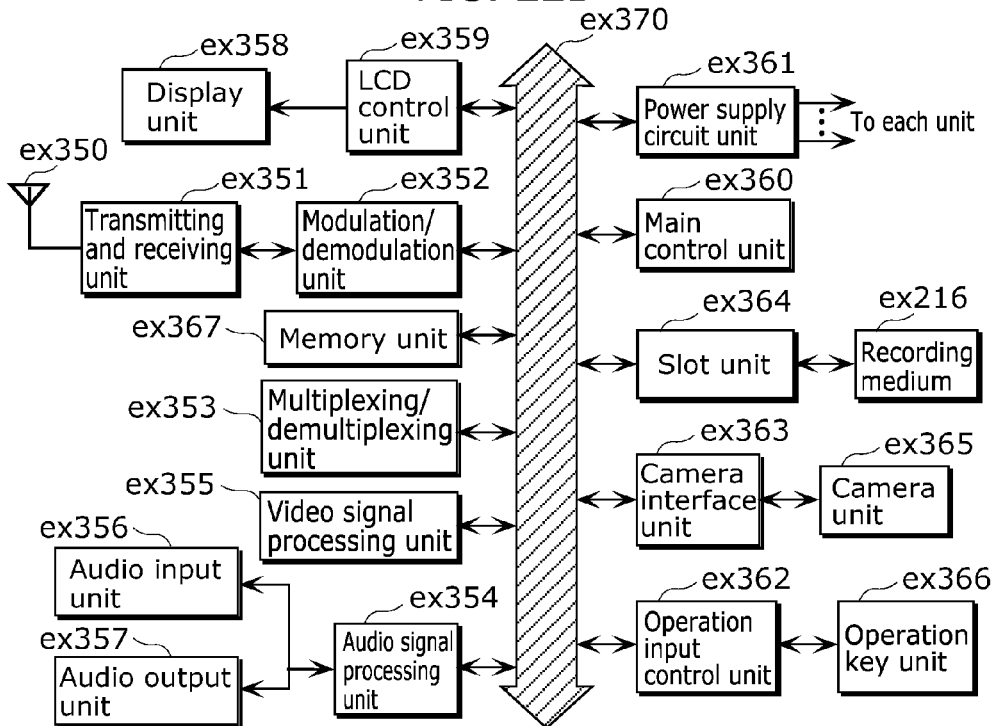 ex370
ex358
ex359
ex361
Display
unit
LCD
control
unit
Power supply
circuit unit
To each unit
ex350
ex351
ex352
ex360
Transmitting
and receiving
unit
Modulation/
demodulation
unit
Main
control unit
ex367
Memory unit
ex364
ex216
Slot unit
Recording
medium
ex353
Multiplexing/
demultiplexing
unit
ex363
ex365
Camera
interface
unit
Camera
unit
ex355
Video signal
processing unit
ex356
Audio input
unit
ex354
ex362
ex366
ex357
Audio output
unit
Audio signal
processing
unit
Operation
input
control unit
Operation
key unit